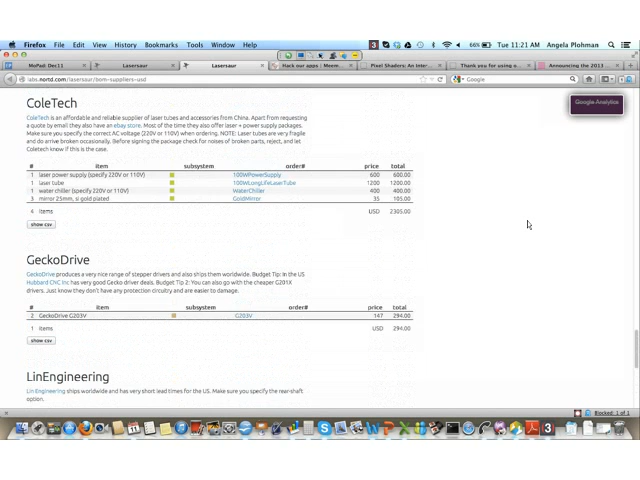 Firefox File Edit View History Bookmarks Tools Window Help 3 66% Tue 11:21 AM Angela Plohman
MoPad: Dec11 Lasersaur Lasersaur Hack our apps | Meem... Pixel Shaders: An Inter... Thank you for using o... Announcing the 2013
labs.nortd.com/lasersaur/bom-suppliers-usd Google
Google Analytics
ColeTech
ColeTech is an affordable and reliable supplier of laser tubes and accessories from China. Apart from requesting
a quote by email they also have an ebay store. Most of the time they also offer laser + power supply packages.
Make sure you specify the correct AC voltage (220V or 110V) when ordering. NOTE: Laser tubes are very fragile
and do arrive broken occasionally. Before signing the package check for noises of broken parts, reject, and let
Coletek know if this is the case.
# item subsystem order# price total
1 laser power supply (specify 220V or 110V) 100WPowerSupply 600 600.00
1 laser tube 100WLongLifeLaserTube 1200 1200.00
1 water chiller (specify 220V or 110V) WaterChiller 400 400.00
3 mirror 25mm, si gold plated GoldMirror 35 105.00
4 items USD 2305.00
show csv
GeckoDrive
GeckoDrive produces a very nice range of stepper drivers and also ships them worldwide. Budget Tip: In the US
Hubbard CNC Inc has very good Gecko driver deals. Budget Tip 2: You can also go with the cheaper G201X
drivers. Just know they don't have any protection circuitry and are easier to damage.
# item subsystem order# price total
2 GeckoDrive G203V G203V 147 294.00
1 items USD 294.00
show csv
LinEngineering
Lin Engineering ships worldwide and has very short lead times for the US. Make sure you specify the rear-shaft
option.
Blocked: 1 of 1